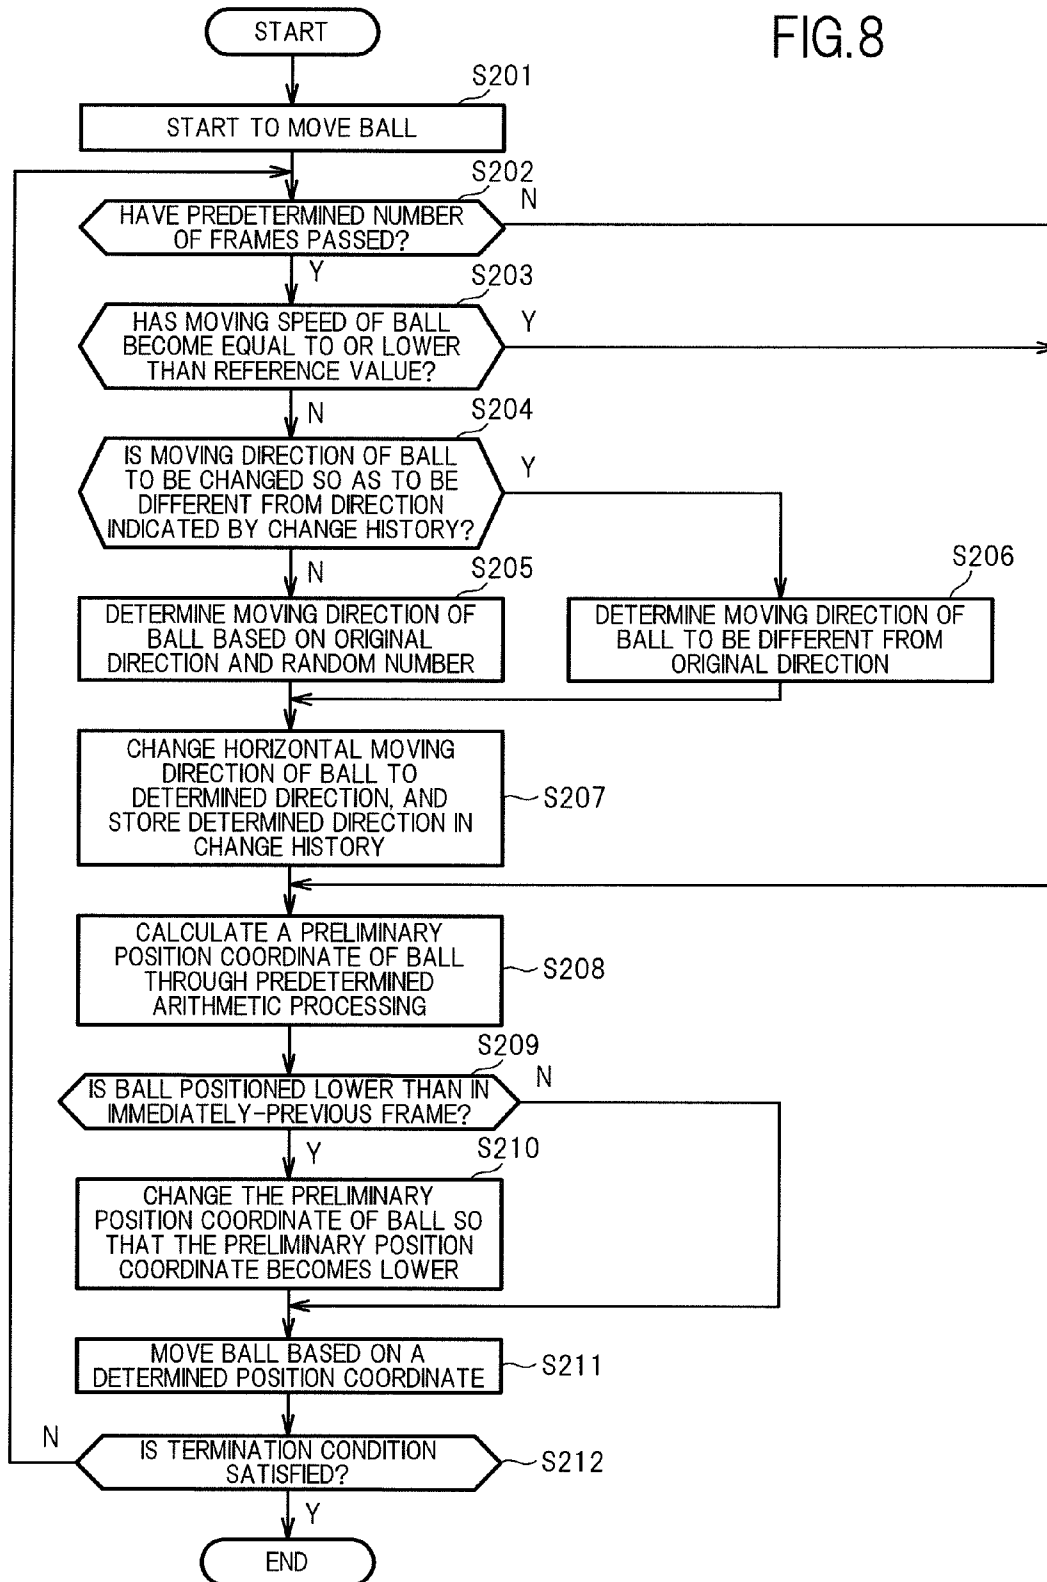 FIG.8
START
S201
START TO MOVE BALL
S202
HAVE PREDETERMINED NUMBER
OF FRAMES PASSED?
N
Y
S203
HAS MOVING SPEED OF BALL
BECOME EQUAL TO OR LOWER
THAN REFERENCE VALUE?
Y
N
S204
IS MOVING DIRECTION OF BALL
TO BE CHANGED SO AS TO BE
DIFFERENT FROM DIRECTION
INDICATED BY CHANGE HISTORY?
Y
N
S205
DETERMINE MOVING DIRECTION OF
BALL BASED ON ORIGINAL
DIRECTION AND RANDOM NUMBER
S206
DETERMINE MOVING DIRECTION OF
BALL TO BE DIFFERENT FROM
ORIGINAL DIRECTION
CHANGE HORIZONTAL MOVING
DIRECTION OF BALL TO
DETERMINED DIRECTION, AND
STORE DETERMINED DIRECTION IN
CHANGE HISTORY
S207
CALCULATE A PRELIMINARY
POSITION COORDINATE OF BALL
THROUGH PREDETERMINED
ARITHMETIC PROCESSING
S208
S209
IS BALL POSITIONED LOWER THAN IN
IMMEDIATELY-PREVIOUS FRAME?
N
Y
S210
CHANGE THE PRELIMINARY
POSITION COORDINATE OF BALL SO
THAT THE PRELIMINARY POSITION
COORDINATE BECOMES LOWER
MOVE BALL BASED ON A
DETERMINED POSITION COORDINATE
S211
N
IS TERMINATION CONDITION
SATISFIED?
S212
Y
END